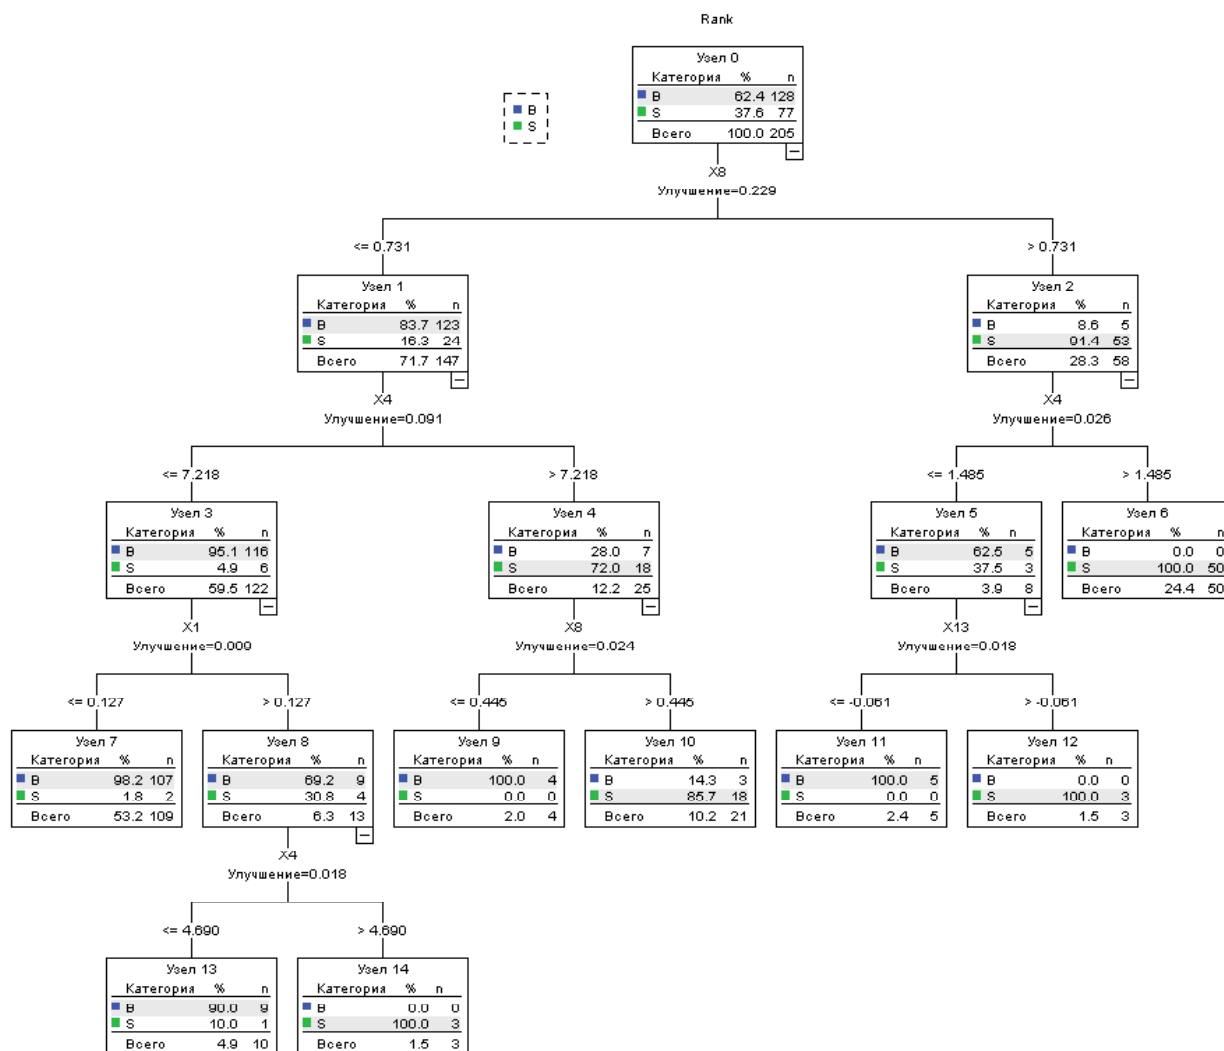 Rank
Узел 0
Категория % n
B 62.4 128
S 37.6 77
Всего 100.0 205
B
S
X8
Улучшение=0.229
<= 0.731
> 0.731
Узел 1
Категория % n
B 83.7 123
S 16.3 24
Всего 71.7 147
Узел 2
Категория % n
B 8.6 5
S 91.4 53
Всего 28.3 58
X4
Улучшение=0.091
X4
Улучшение=0.026
<= 7.218
> 7.218
<= 1.485
> 1.485
Узел 3
Категория % n
B 95.1 116
S 4.9 6
Всего 59.5 122
Узел 4
Категория % n
B 28.0 7
S 72.0 18
Всего 12.2 25
Узел 5
Категория % n
B 62.5 5
S 37.5 3
Всего 3.9 8
Узел 6
Категория % n
B 0.0 0
S 100.0 50
Всего 24.4 50
X1
Улучшение=0.009
X8
Улучшение=0.024
X13
Улучшение=0.018
<= 0.127
> 0.127
<= 0.445
> 0.445
<= -0.061
> -0.061
Узел 7
Категория % n
B 98.2 107
S 1.8 2
Всего 53.2 109
Узел 8
Категория % n
B 69.2 9
S 30.8 4
Всего 6.3 13
Узел 9
Категория % n
B 100.0 4
S 0.0 0
Всего 2.0 4
Узел 10
Категория % n
B 14.3 3
S 85.7 18
Всего 10.2 21
Узел 11
Категория % n
B 100.0 5
S 0.0 0
Всего 2.4 5
Узел 12
Категория % n
B 0.0 0
S 100.0 3
Всего 1.5 3
X4
Улучшение=0.018
<= 4.690
> 4.690
Узел 13
Категория % n
B 90.0 9
S 10.0 1
Всего 4.9 10
Узел 14
Категория % n
B 0.0 0
S 100.0 3
Всего 1.5 3